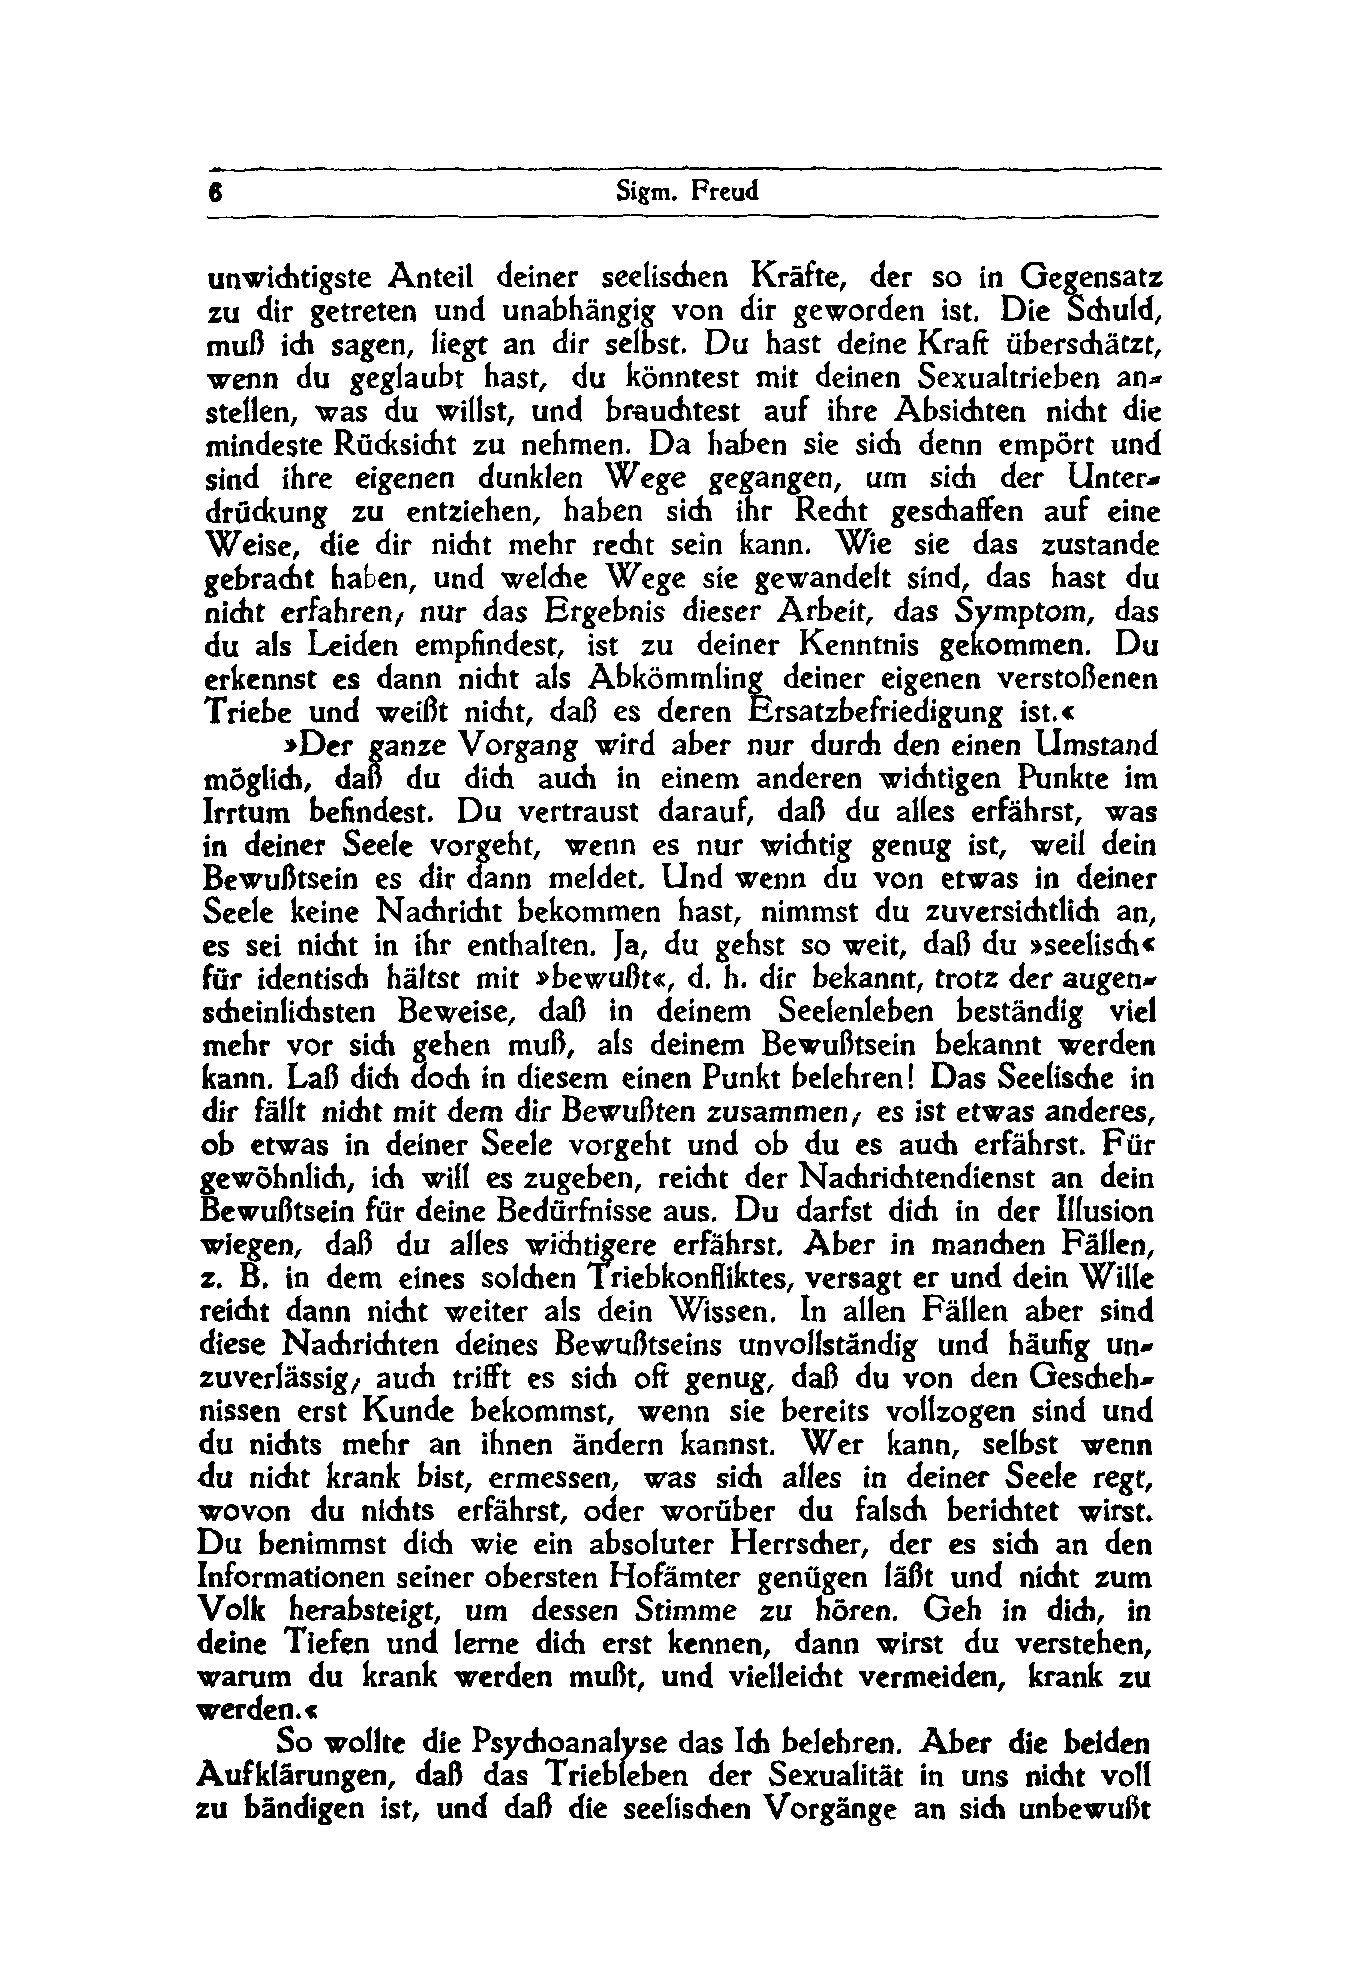 6 Sigm. Freud
unwichtigste Anteil deiner seelischen Kräfte, der so in Gegensatz
zu dir getreten und unabhängig von dir geworden ist. Die Schuld,
muß ich sagen, liegt an dir selbst. Du hast deine Kraft überschätzt,
wenn du geglaubt hast, du könntest mit deinen Sexualtrieben an-
stellen, was du willst, und brauchtest auf ihre Absichten nicht die
mindeste Rücksicht zu nehmen. Da haben sie sich denn empört und
sind ihre eigenen dunklen Wege gegangen, um sich der Unter-
drückung zu entziehen, haben sich ihr Recht geschaffen auf eine
Weise, die dir nicht mehr recht sein kann. Wie sie das zustande
gebracht haben, und welche Wege sie gewandelt sind, das hast du
nicht erfahren; nur das Ergebnis dieser Arbeit, das Symptom, das
du als Leiden empfindest, ist zu deiner Kenntnis gekommen. Du
erkennst es dann nicht als Abkömmling deiner eigenen verstoßenen
Triebe und weißt nicht, daß es deren Ersatzbefriedigung ist.«
»Der ganze Vorgang wird aber nur durch den einen Umstand
möglich, daß du dich auch in einem anderen wichtigen Punkte im
Irrtum befindest. Du vertraust darauf, daß du alles erfährst, was
in deiner Seele vorgeht, wenn es nur wichtig genug ist, weil dein
Bewußtsein es dir dann meldet. Und wenn du von etwas in deiner
Seele keine Nachricht bekommen hast, nimmst du zuversichtlich an,
es sei nicht in ihr enthalten. Ja, du gehst so weit, daß du »seelisch«
für identisch hältst mit »bewußt«, d. h. dir bekannt, trotz der augen-
scheinlichsten Beweise, daß in deinem Seelenleben beständig viel
mehr vor sich gehen muß, als deinem Bewußtsein bekannt werden
kann. Laß dich doch in diesem einen Punkt belehren! Das Seelische in
dir fällt nicht mit dem dir Bewußten zusammen; es ist etwas anderes,
ob etwas in deiner Seele vorgeht und ob du es auch erfährst. Für
gewöhnlich, ich will es zugeben, reicht der Nachrichtendienst an dein
Bewußtsein für deine Bedürfnisse aus. Du darfst dich in der Illusion
wiegen, daß du alles wichtigere erfährst. Aber in manchen Fällen,
z. B. in dem eines solchen Triebkonfliktes, versagt er und dein Wille
reicht dann nicht weiter als dein Wissen. In allen Fällen aber sind
diese Nachrichten deines Bewußtseins unvollständig und häufig un-
zuverlässig; auch trifft es sich oft genug, daß du von den Gescheh-
nissen erst Kunde bekommst, wenn sie bereits vollzogen sind und
du nichts mehr an ihnen ändern kannst. Wer kann, selbst wenn
du nicht krank bist, ermessen, was sich alles in deiner Seele regt,
wovon du nichts erfährst, oder worüber du falsch berichtet wirst.
Du benimmst dich wie ein absoluter Herrscher, der es sich an den
Informationen seiner obersten Hofämter genügen läßt und nicht zum
Volk herabsteigt, um dessen Stimme zu hören. Geh in dich, in
deine Tiefen und lerne dich erst kennen, dann wirst du verstehen,
warum du krank werden mußt, und vielleicht vermeiden, krank zu
werden.«
So wollte die Psychoanalyse das Ich belehren. Aber die beiden
Aufklärungen, daß das Triebleben der Sexualität in uns nicht voll
zu bändigen ist, und daß die seelischen Vorgänge an sich unbewußt